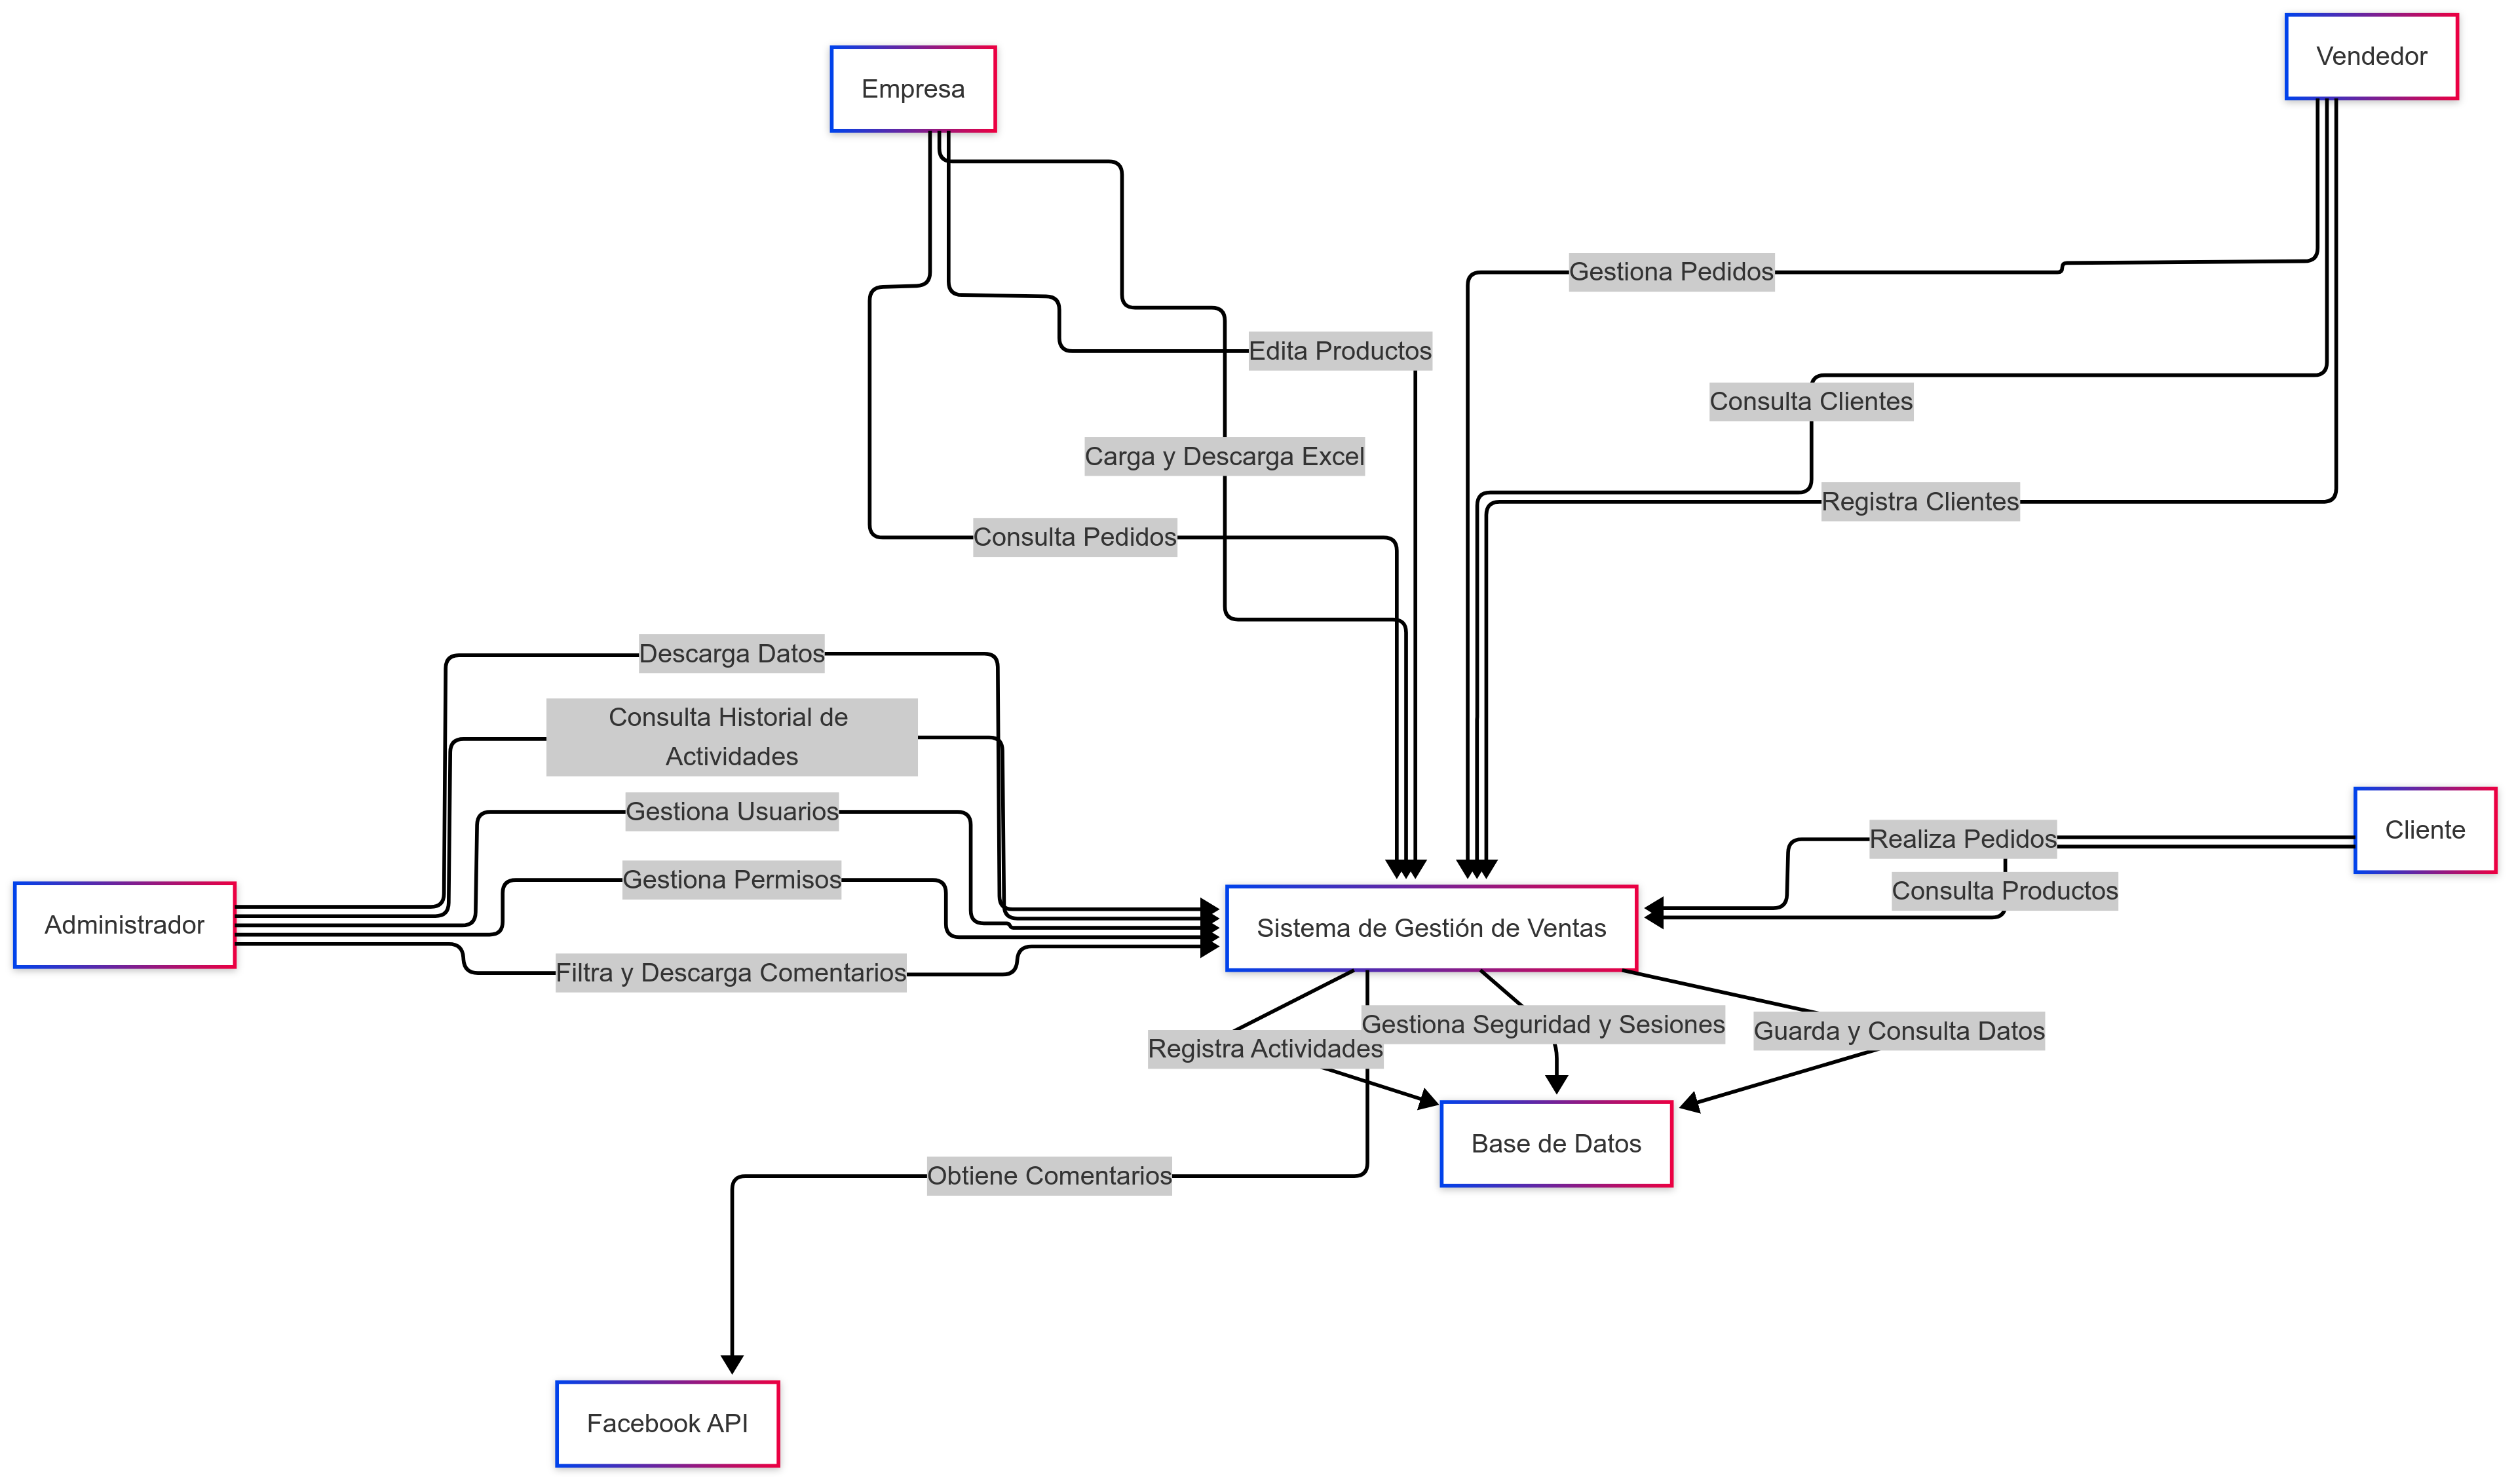 Vendedor
Empresa
Gestiona Pedidos
Edita Productos
Consulta Clientes
Carga y Descarga Excel
Registra Clientes
Consulta Pedidos
Descarga Datos
Consulta Historial de
Actividades
Gestiona Usuarios
Cliente
Realiza Pedidos
Gestiona Permisos
Consulta Productos
Administrador
Sistema de Gestión de Ventas
Filtra y Descarga Comentarios
Gestiona Seguridad y Sesiones
Guarda y Consulta Datos
Registra Actividades
Base de Datos
Obtiene Comentarios
Facebook API